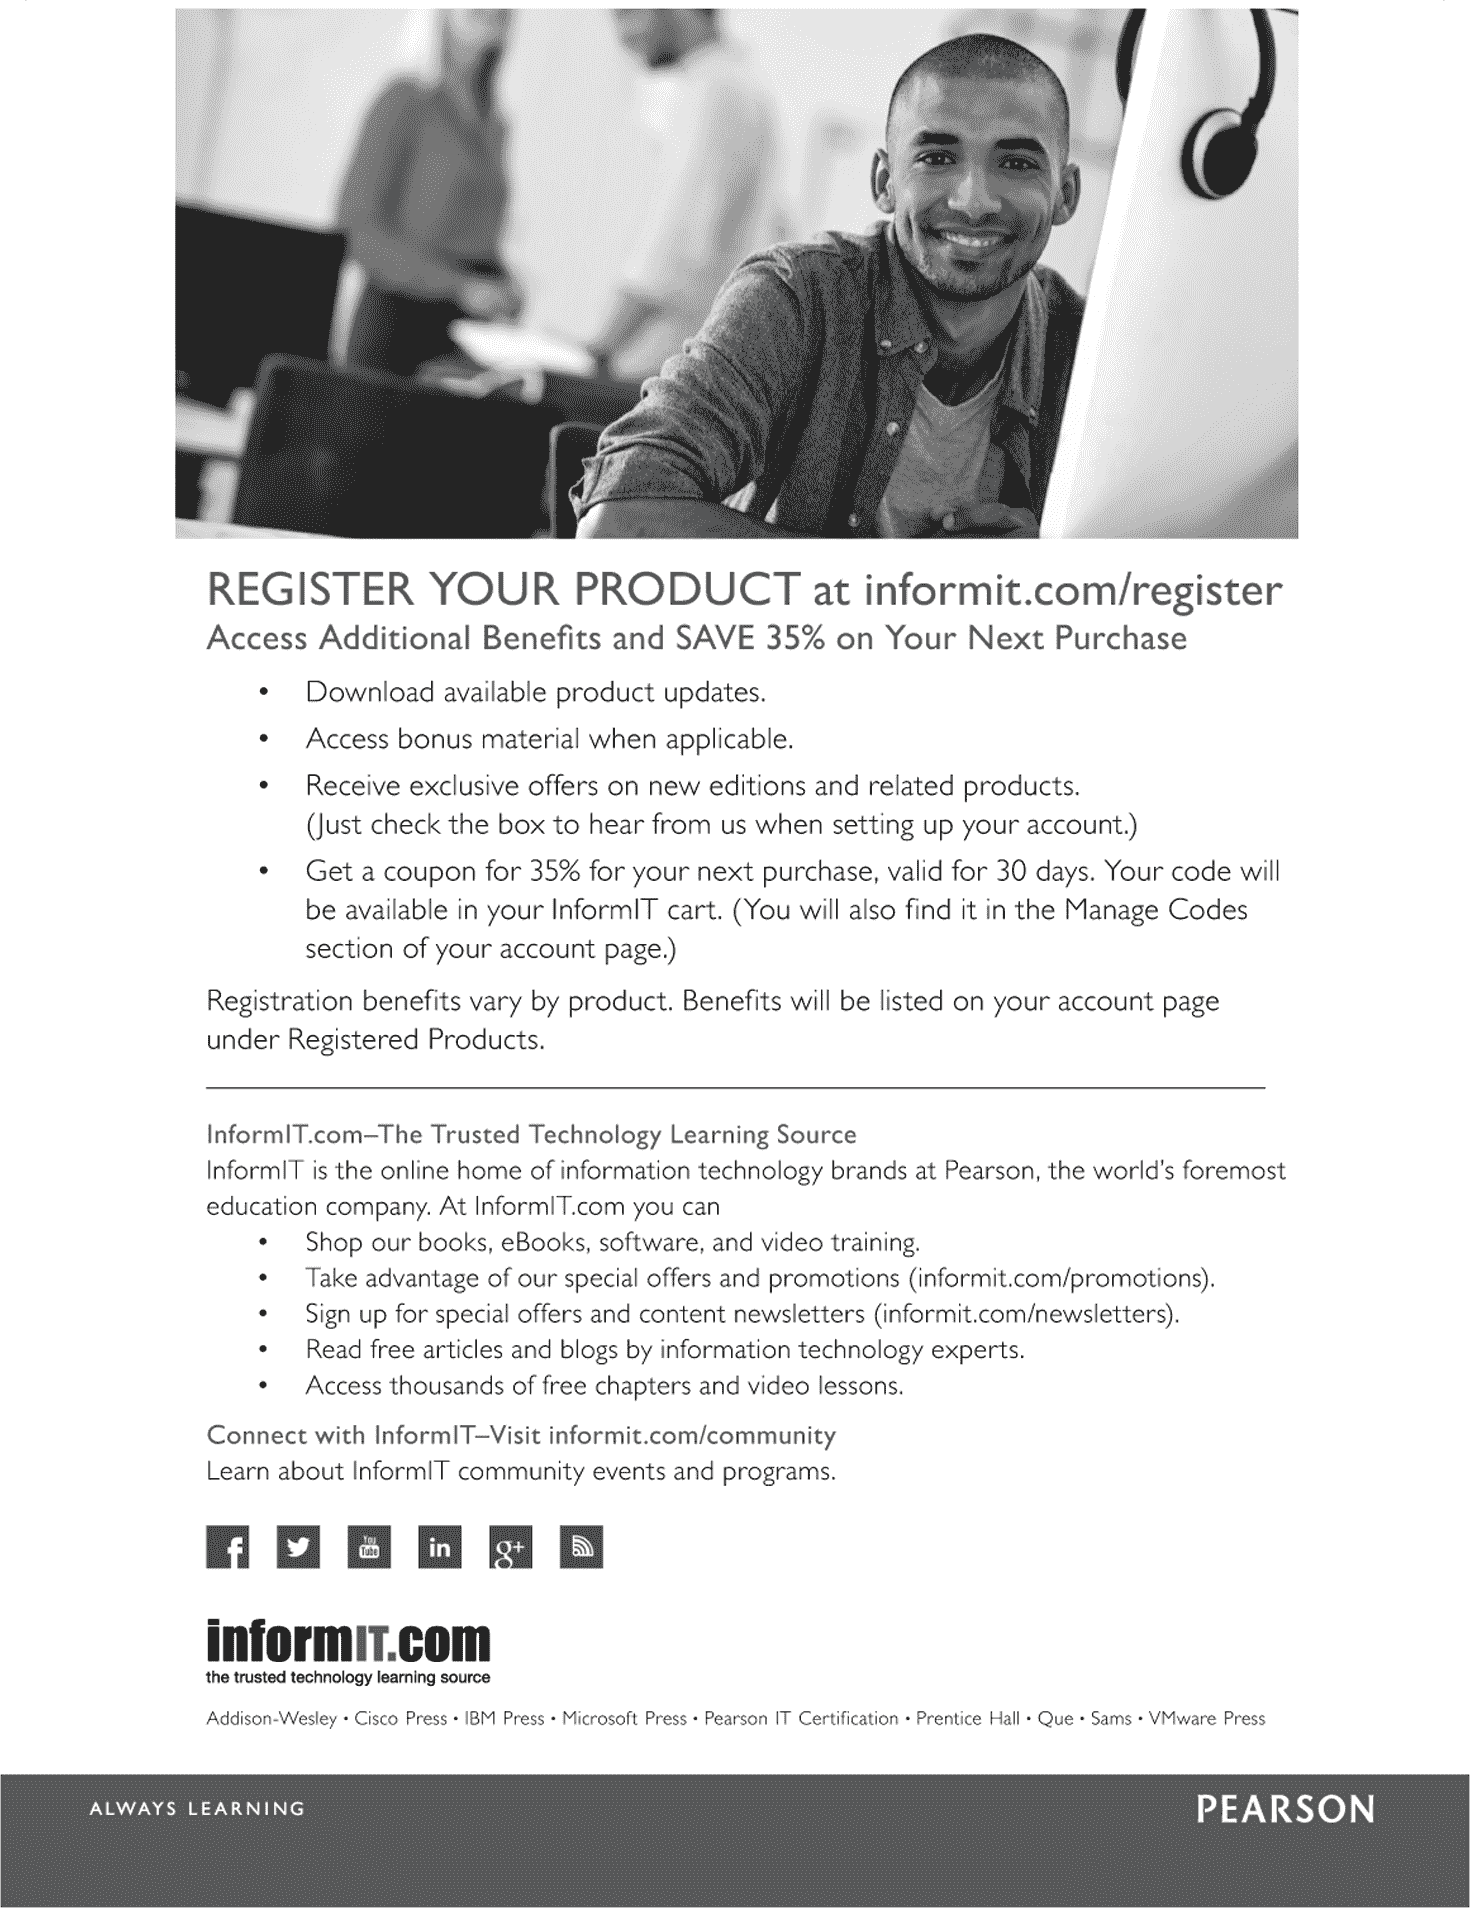 REGISTER YOUR PRODUCT at informit.com/register
Access Additional Benefits and SAVE 35% on Your Next Purchase
• Download available product updates.
• Access bonus material when applicable.
• Receive exclusive offers on new editions and related products.
(Just check the box to hear from us when setting up your account.)
• Get a coupon for 35% for your next purchase, valid for 30 days. Your code will
be available in your InformIT cart. (You will also find it in the Manage Codes
section of your account page.)
Registration benefits vary by product. Benefits will be listed on your account page
under Registered Products.
InformIT.com–The Trusted Technology Learning Source
InformIT is the online home of information technology brands at Pearson, the world's foremost
education company. At InformIT.com you can
• Shop our books, eBooks, software, and video training.
• Take advantage of our special offers and promotions (informit.com/promotions).
• Sign up for special offers and content newsletters (informit.com/newsletters).
• Read free articles and blogs by information technology experts.
• Access thousands of free chapters and video lessons.
Connect with InformIT–Visit informit.com/community
Learn about InformIT community events and programs.
f You Tube in g+
informIT.com
the trusted technology learning source
Addison-Wesley • Cisco Press • IBM Press • Microsoft Press • Pearson IT Certification • Prentice Hall • Que • Sams • VMware Press
ALWAYS LEARNING PEARSON